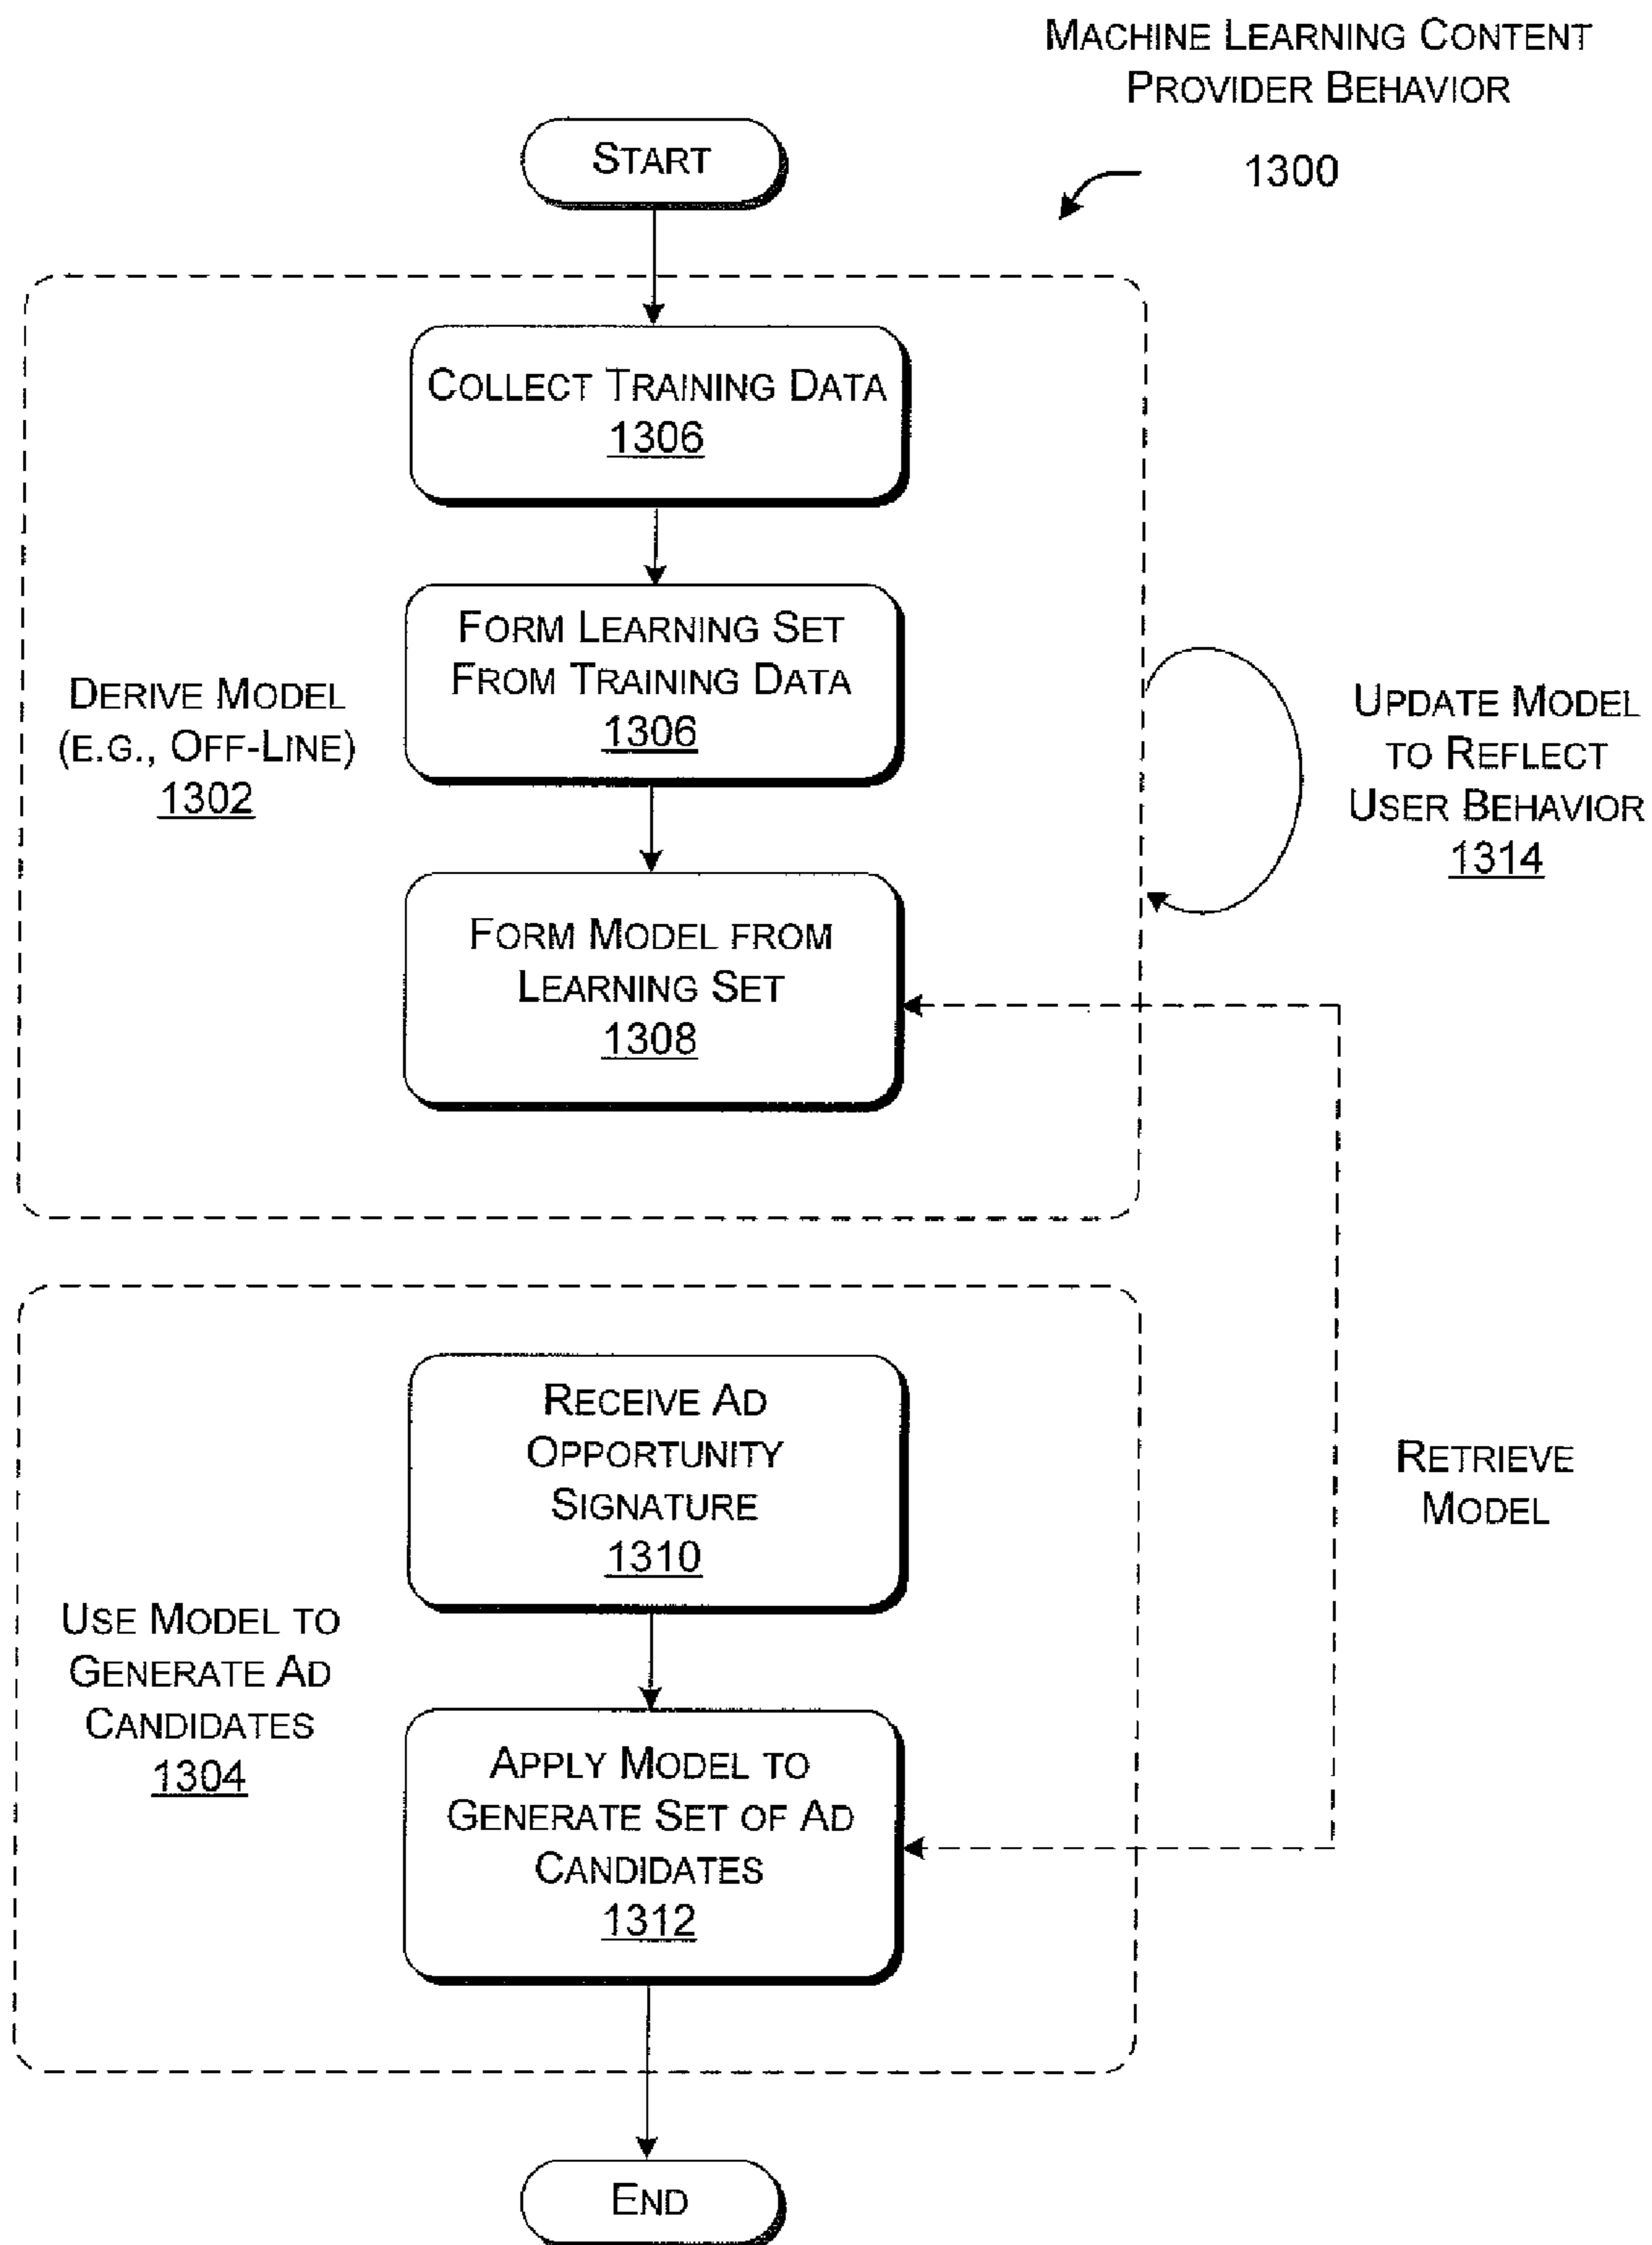 MACHINE LEARNING CONTENT
PROVIDER BEHAVIOR
1300
START
COLLECT TRAINING DATA
1306
FORM LEARNING SET
FROM TRAINING DATA
1306
DERIVE MODEL
(E.G., OFF-LINE)
1302
UPDATE MODEL
TO REFLECT
USER BEHAVIOR
1314
FORM MODEL FROM
LEARNING SET
1308
RECEIVE AD
OPPORTUNITY
SIGNATURE
1310
RETRIEVE
MODEL
USE MODEL TO
GENERATE AD
CANDIDATES
1304
APPLY MODEL TO
GENERATE SET OF AD
CANDIDATES
1312
END